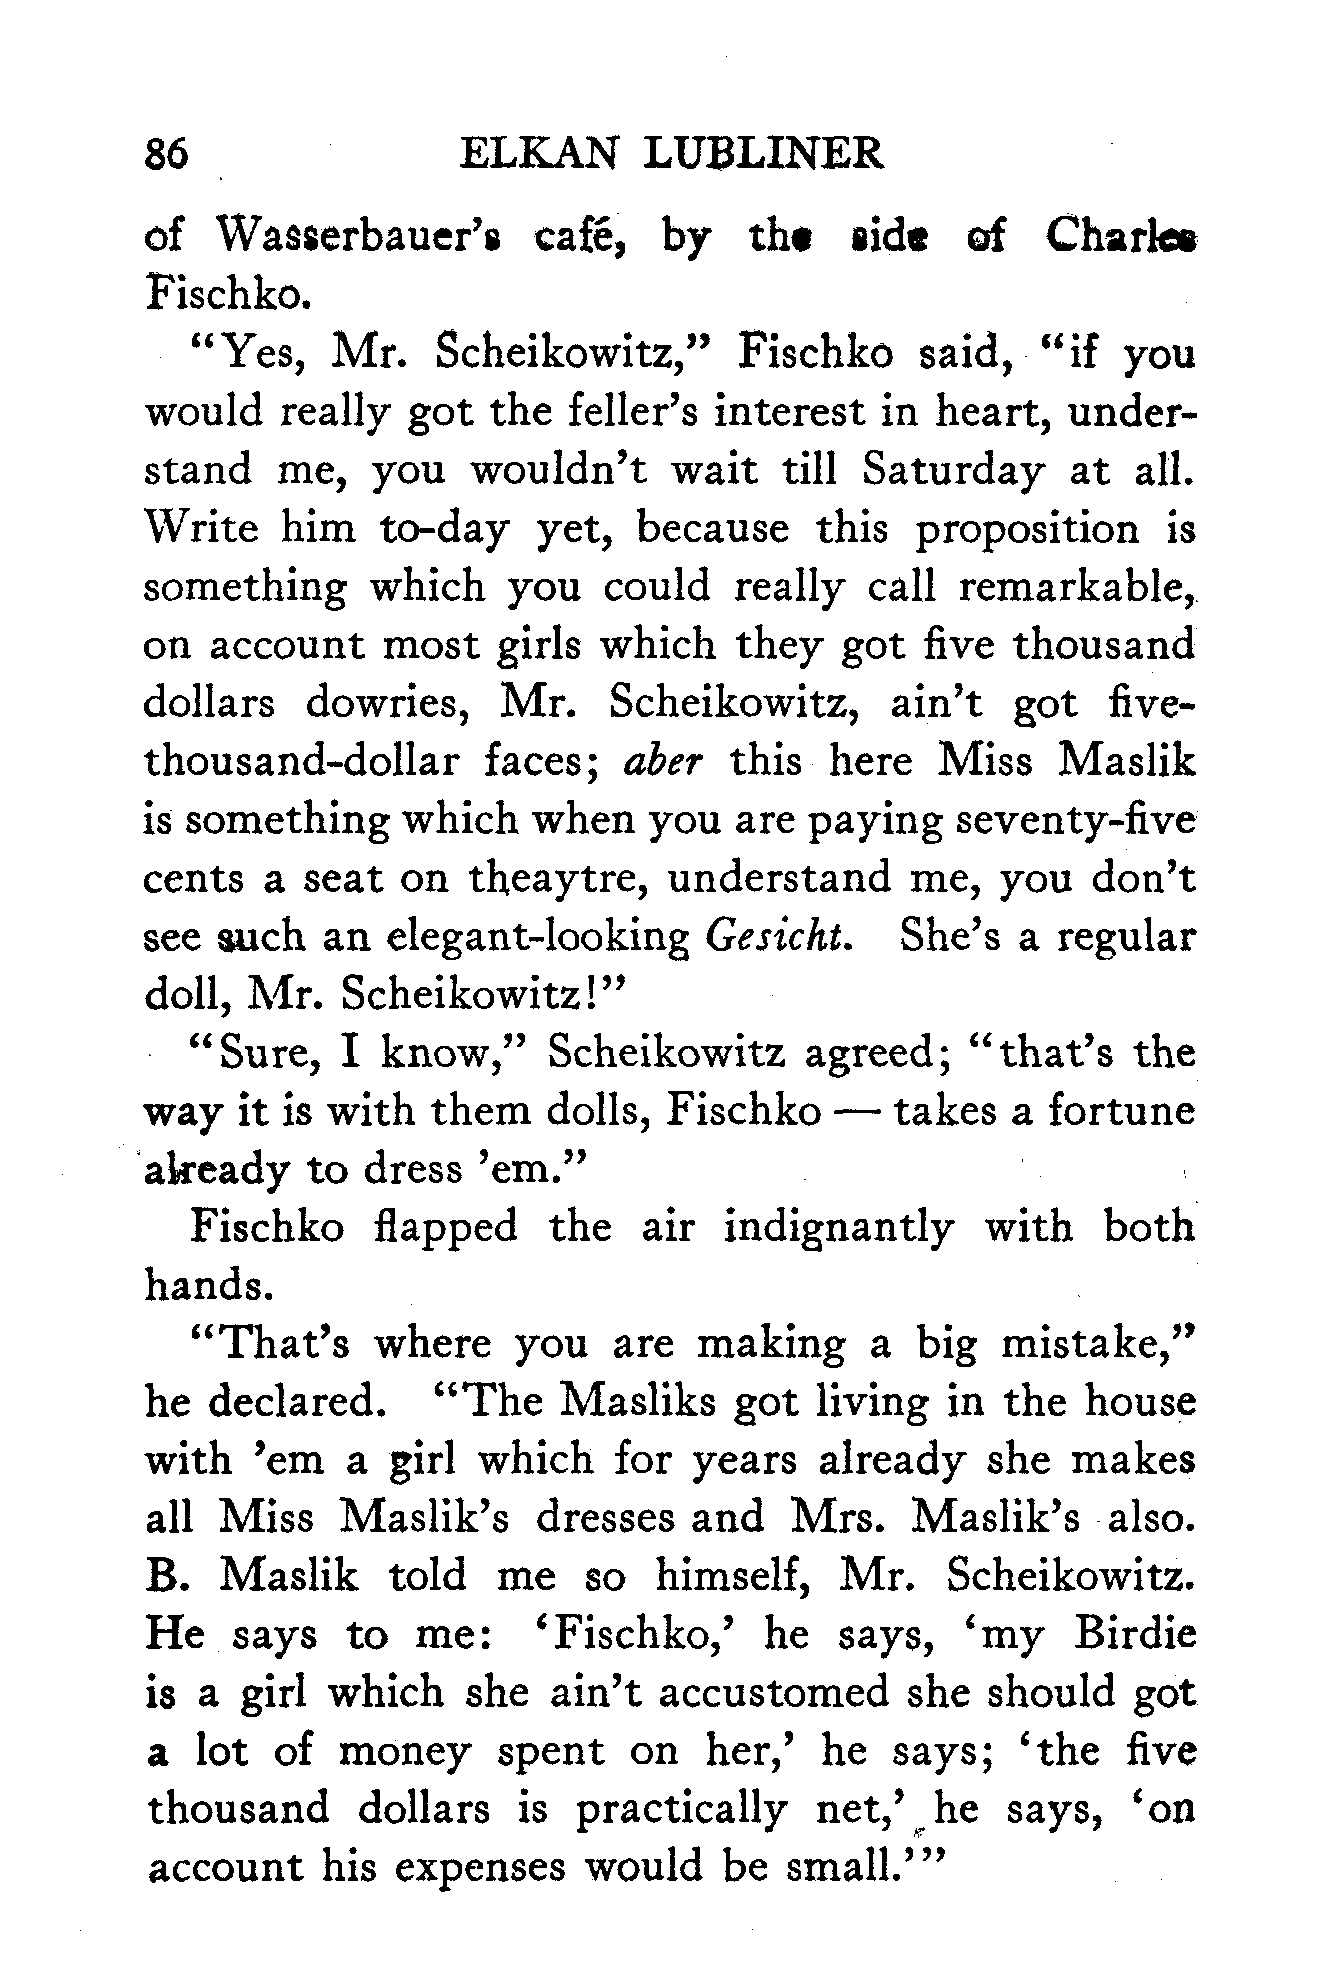 86 ELKAN LUBLINER
of Wasserbauer's café, by the side of Charles
Fischko.
"Yes, Mr. Scheikowitz," Fischko said, "if you
would really got the feller's interest in heart, under-
stand me, you wouldn't wait till Saturday at all.
Write him to-day yet, because this proposition is
something which you could really call remarkable,
on account most girls which they got five thousand
dollars dowries, Mr. Scheikowitz, ain't got five-
thousand-dollar faces; aber this here Miss Maslik
is something which when you are paying seventy-five
cents a seat on theaytre, understand me, you don't
see such an elegant-looking Gesicht. She's a regular
doll, Mr. Scheikowitz!"
"Sure, I know," Scheikowitz agreed; "that's the
way it is with them dolls, Fischko — takes a fortune
already to dress 'em."
Fischko flapped the air indignantly with both
hands.
"That's where you are making a big mistake,"
he declared. "The Masliks got living in the house
with 'em a girl which for years already she makes
all Miss Maslik's dresses and Mrs. Maslik's also.
B. Maslik told me so himself, Mr. Scheikowitz.
He says to me: 'Fischko,' he says, 'my Birdie
is a girl which she ain't accustomed she should got
a lot of money spent on her,' he says; 'the five
thousand dollars is practically net,' he says, 'on
account his expenses would be small.'"